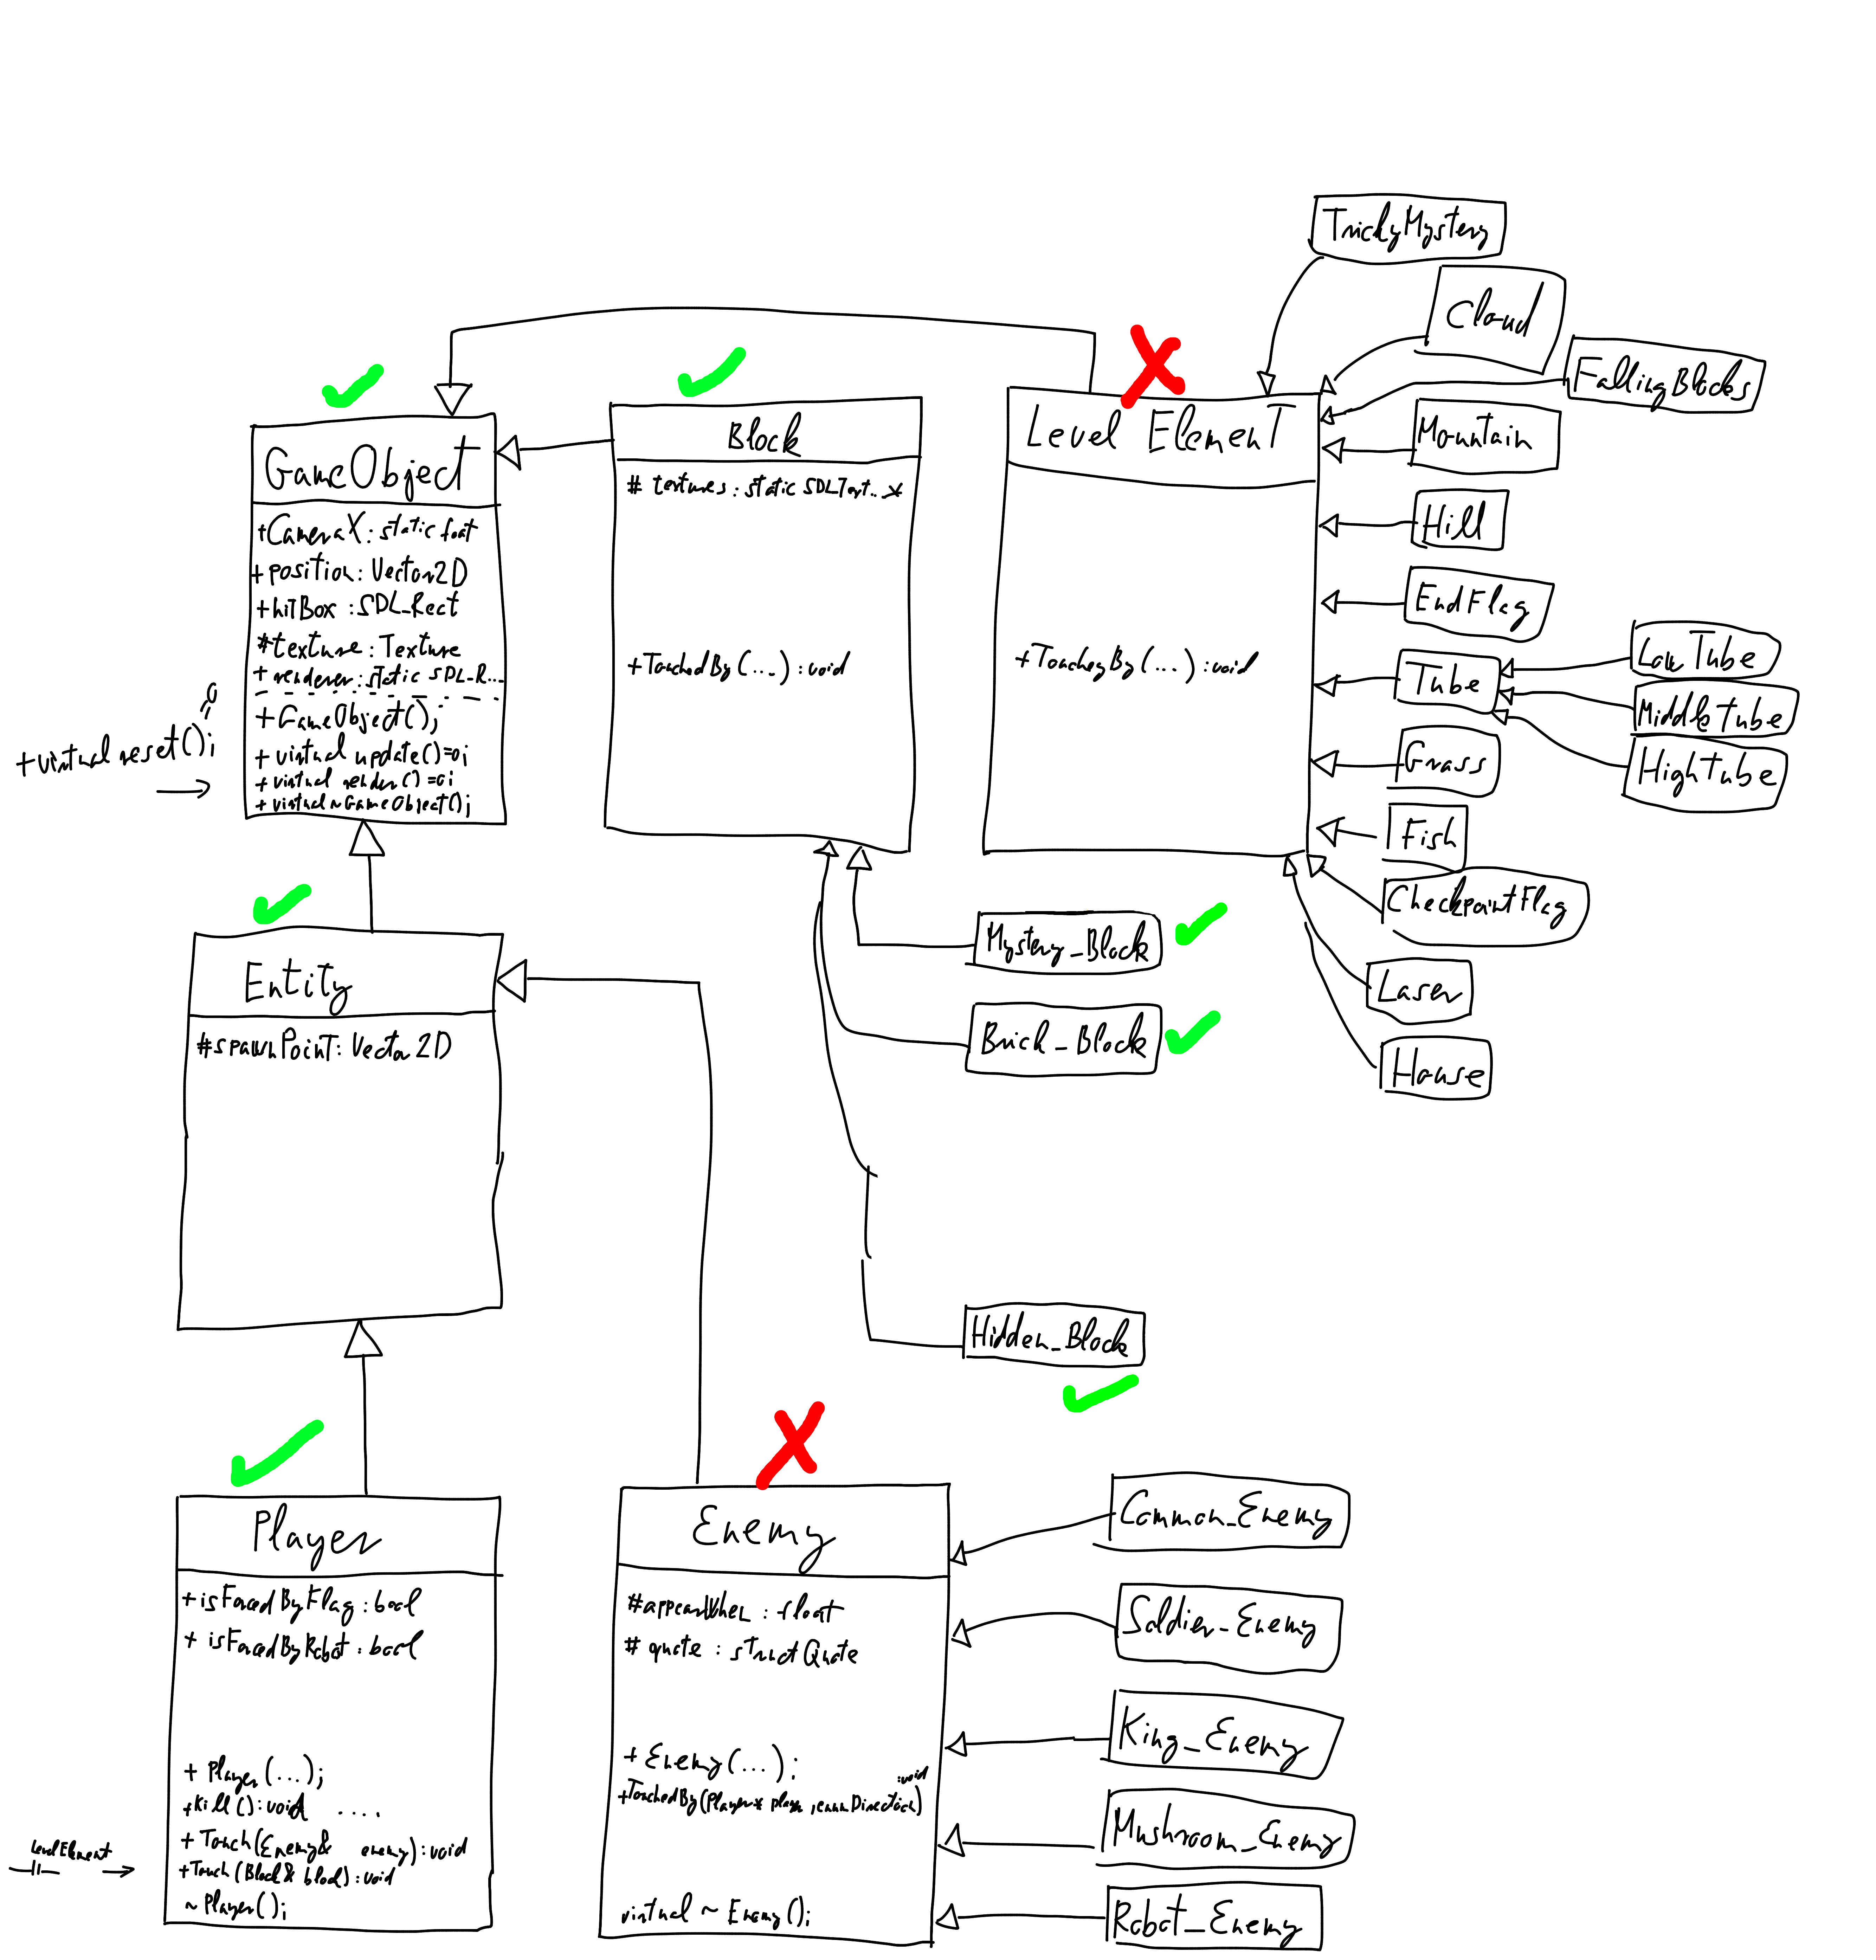 TrickyMystery
Cloud
FallingBlocks
Mountain
Hill
EndFlag
Tube
LowTube
MiddleTube
HighTube
Grass
Fish
CheckpointFlag
Laser
House
Level Element
+TouchedBy(...):void
Block
# textures: static SDLText..*
+TouchedBy(...):void
GameObject
+CameraX: static float
+position: Vector2D
+hitBox: SDL_Rect
#texture: Texture
+renderer: static SDL_R...
+GameObject();
+virtual update()=0;
+virtual render()=0;
+virtual ~GameObject();
+virtual reset()=0;
Mystery_Block
Brick_Block
Hidden_Block
Entity
#spawnPoint: Vector2D
Player
+isForcedByFlag: bool
+isForcedByRobot: bool
+Player(...);
+Kill():void ....
+Touch(Enemy& enemy):void
+Touch(Block& block):void
~Player();
LevelElement
-||- 
Enemy
#appearWhen: float
#quote: structQuote
+Enemy(...);
+TouchedBy(Player* player, enum Direction):void
virtual ~Enemy();
Common_Enemy
Soldier_Enemy
King_Enemy
Mushroom_Enemy
Robot_Enemy